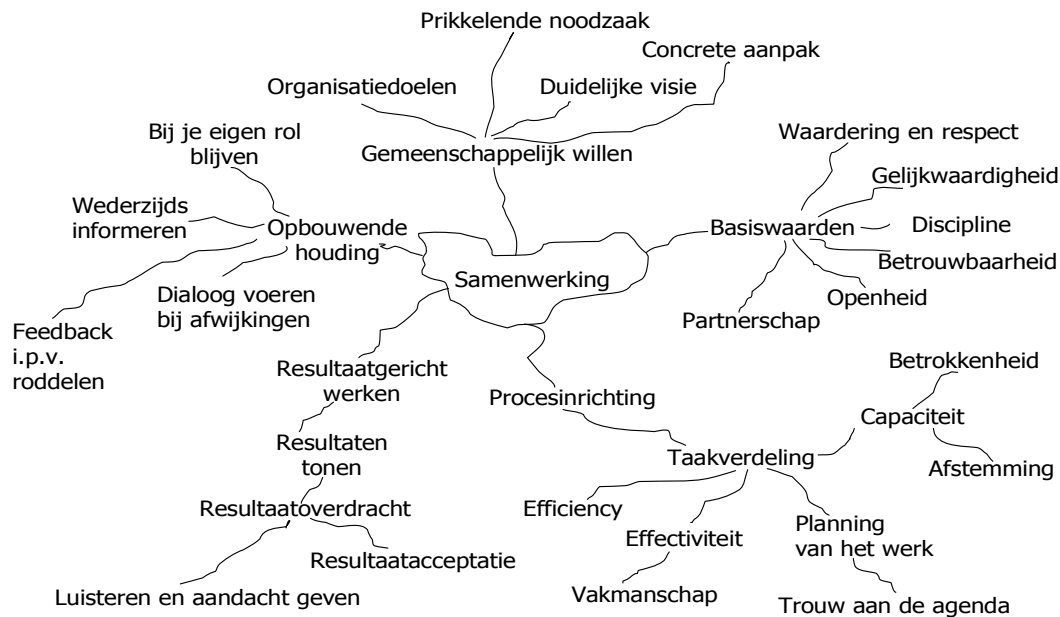 Prikkelende noodzaak
Concrete aanpak
Organisatiedoelen
Duidelijke visie
Gemeenschappelijk willen
Bij je eigen rol
blijven
Wederzijds
informeren
Opbouwende
houding
Dialoog voeren
bij afwijkingen
Feedback
i.p.v.
roddelen
Samenwerking
Waardering en respect
Gelijkwaardigheid
Basiswaarden
Discipline
Betrouwbaarheid
Openheid
Partnerschap
Resultaatgericht
werken
Resultaten
tonen
Resultaatoverdracht
Resultaatacceptatie
Luisteren en aandacht geven
Procesinrichting
Taakverdeling
Betrokkenheid
Capaciteit
Afstemming
Efficiency
Effectiviteit
Vakmanschap
Planning
van het werk
Trouw aan de agenda